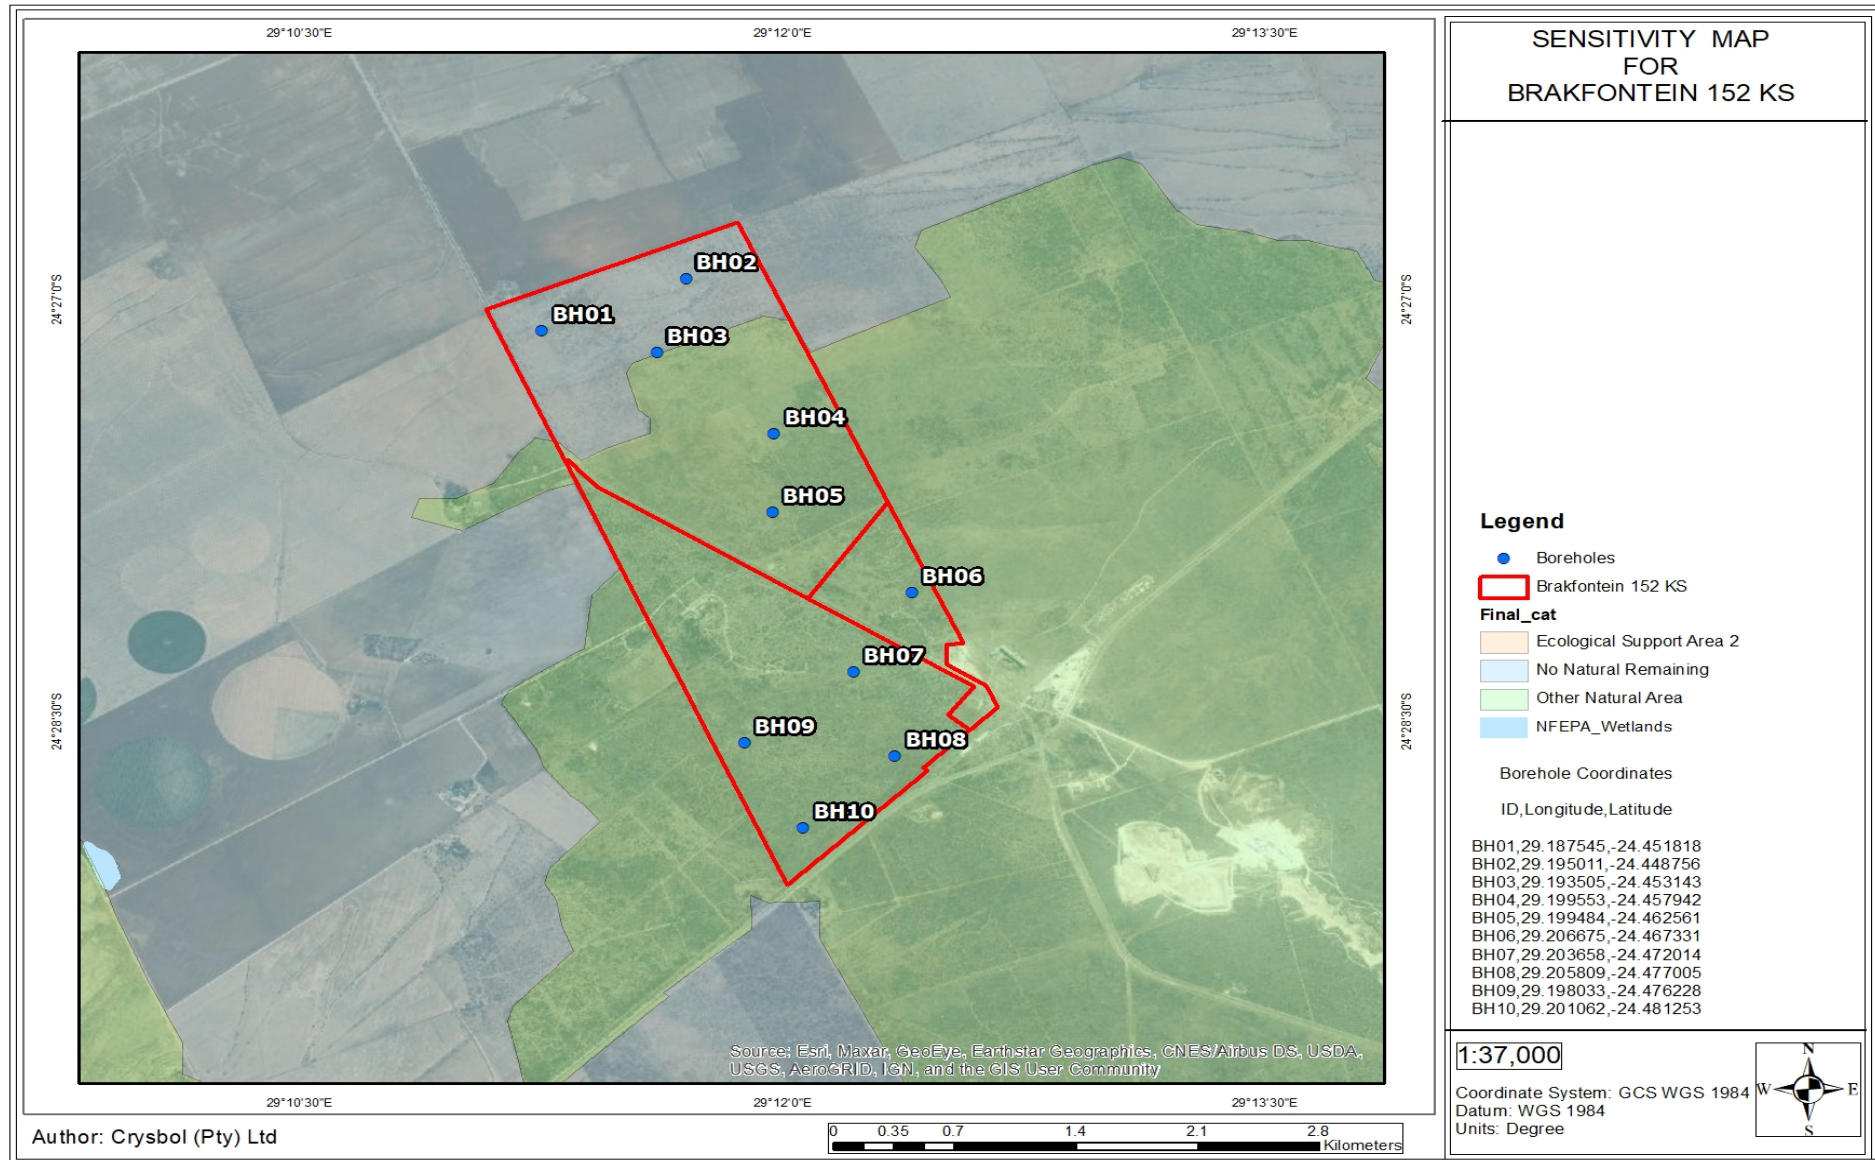 29°10'30"E
29°12'0"E
29°13'30"E
24°27'0"S
24°27'0"S
24°28'30"S
24°28'30"S
BH02
BH01
BH03
BH04
BH05
BH06
BH07
BH09
BH08
BH10
Source: Esri, Maxar, GeoEye, Earthstar Geographics, CNES/Airbus DS, USDA,
USGS, AeroGRID, IGN, and the GIS User Community
29°10'30"E
29°12'0"E
29°13'30"E
Author: Crysbol (Pty) Ltd
0 0.35 0.7 1.4 2.1 2.8
Kilometers
SENSITIVITY MAP
FOR
BRAKFONTEIN 152 KS
Legend
Boreholes
Brakfontein 152 KS
Final_cat
Ecological Support Area 2
No Natural Remaining
Other Natural Area
NFEPA_Wetlands
Borehole Coordinates
ID,Longitude,Latitude
BH01,29.187545,-24.451818
BH02,29.195011,-24.448756
BH03,29.193505,-24.453143
BH04,29.199553,-24.457942
BH05,29.199484,-24.462561
BH06,29.206675,-24.467331
BH07,29.203658,-24.472014
BH08,29.205809,-24.477005
BH09,29.198033,-24.476228
BH10,29.201062,-24.481253
1:37,000
Coordinate System: GCS WGS 1984
Datum: WGS 1984
Units: Degree
N
W E
S